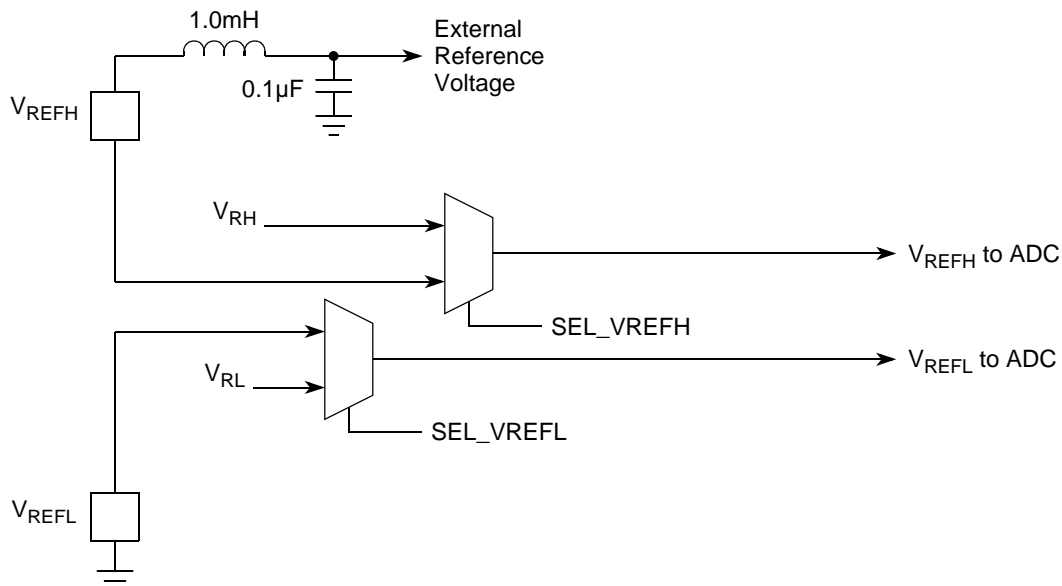 1.0mH
External
Reference
Voltage
0.1µF
VREFH
VRH
VREFH to ADC
SEL_VREFH
VREFL to ADC
VRL
SEL_VREFL
VREFL